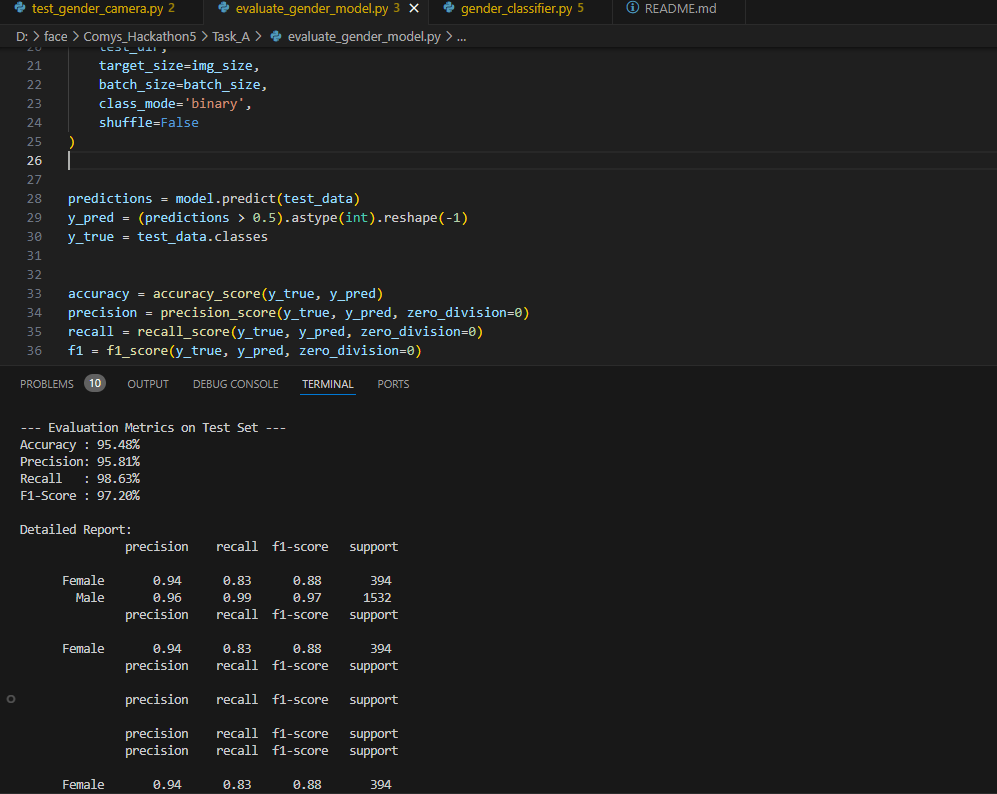 test_gender_camera.py 2 evaluate_gender_model.py 3 gender_classifier.py 5 README.md
D: > face > Comys_Hackathon5 > Task_A > evaluate_gender_model.py > ...
20 test_dir,
21 target_size=img_size,
22 batch_size=batch_size,
23 class_mode='binary',
24 shuffle=False
25 )
26
27
28 predictions = model.predict(test_data)
29 y_pred = (predictions > 0.5).astype(int).reshape(-1)
30 y_true = test_data.classes
31
32
33 accuracy = accuracy_score(y_true, y_pred)
34 precision = precision_score(y_true, y_pred, zero_division=0)
35 recall = recall_score(y_true, y_pred, zero_division=0)
36 f1 = f1_score(y_true, y_pred, zero_division=0)
PROBLEMS 10 OUTPUT DEBUG CONSOLE TERMINAL PORTS
--- Evaluation Metrics on Test Set ---
Accuracy : 95.48%
Precision: 95.81%
Recall : 98.63%
F1-Score : 97.20%
Detailed Report:
precision recall f1-score support
Female 0.94 0.83 0.88 394
Male 0.96 0.99 0.97 1532
precision recall f1-score support
Female 0.94 0.83 0.88 394
precision recall f1-score support
precision recall f1-score support
precision recall f1-score support
precision recall f1-score support
Female 0.94 0.83 0.88 394